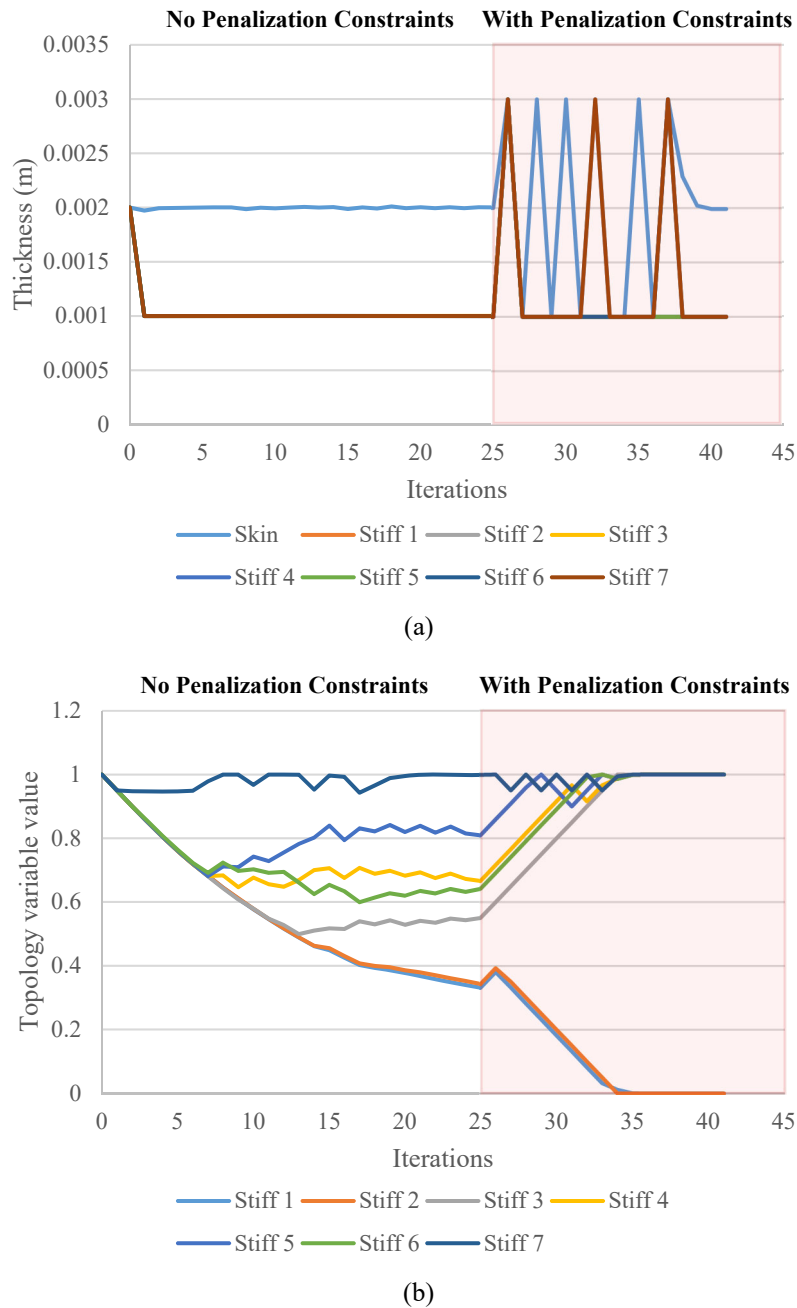 No Penalization Constraints With Penalization Constraints
0.0035
0.003
0.0025
0.002
0.0015
0.001
0.0005
0
Thickness (m)
0 5 10 15 20 25 30 35 40 45
Iterations
Skin Stiff 1 Stiff 2 Stiff 3
Stiff 4 Stiff 5 Stiff 6 Stiff 7
(a)
No Penalization Constraints With Penalization Constraints
1.2
1
0.8
0.6
0.4
0.2
0
Topology variable value
0 5 10 15 20 25 30 35 40 45
Iterations
Stiff 1 Stiff 2 Stiff 3 Stiff 4
Stiff 5 Stiff 6 Stiff 7
(b)